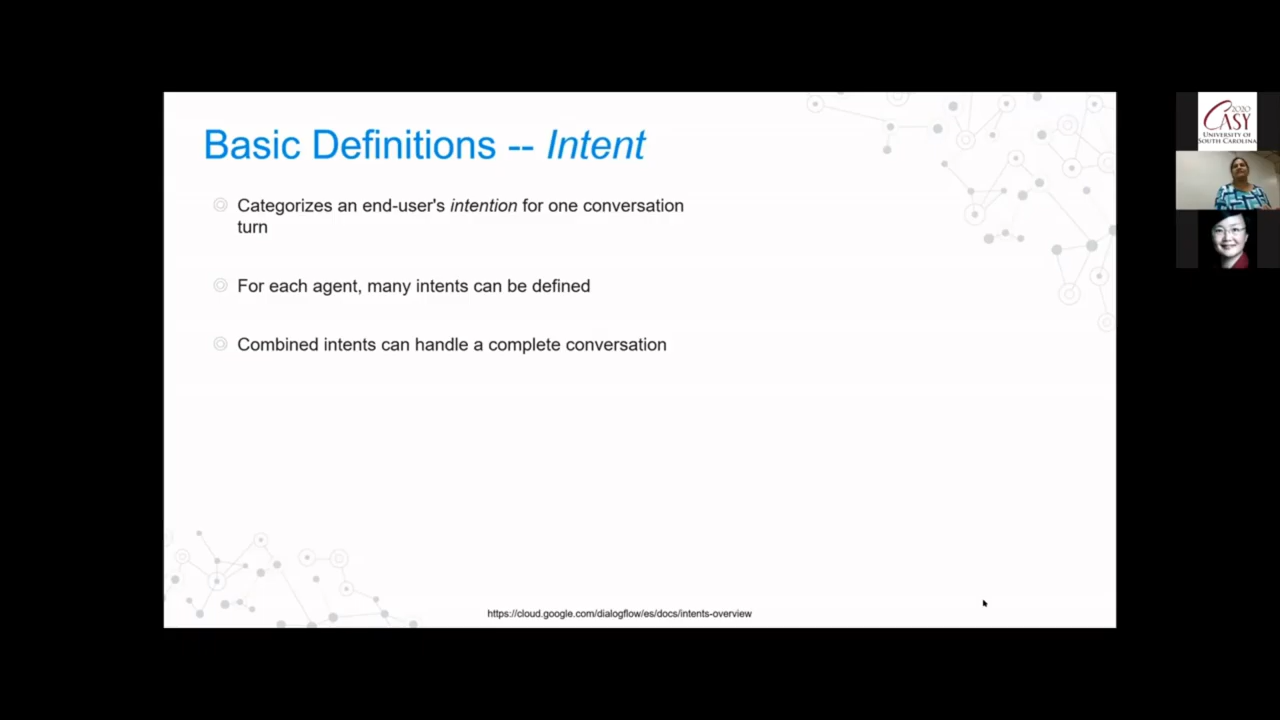 Basic Definitions -- Intent
Categorizes an end-user's intention for one conversation
turn
For each agent, many intents can be defined
Combined intents can handle a complete conversation
https://cloud.google.com/dialogflow/es/docs/intents-overview
2020
CASY
UNIVERSITY OF
SOUTH CAROLINA